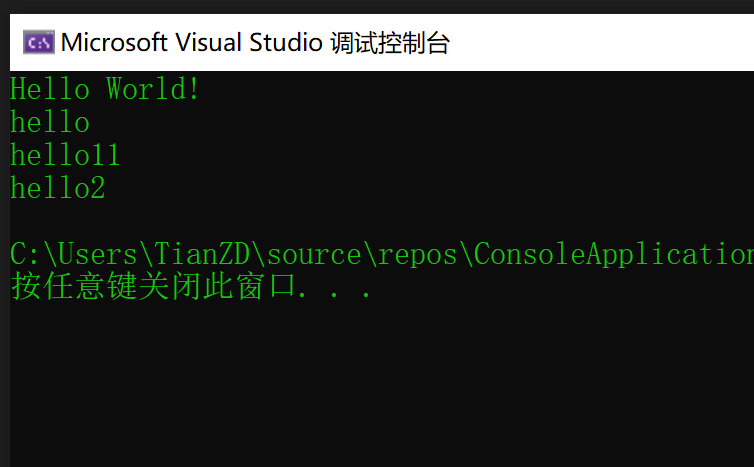 C:\ Microsoft Visual Studio 调试控制台
Hello World!
hello
hello11
hello2
C:\Users\TianZD\source\repos\ConsoleApplication
按任意键关闭此窗口. . .